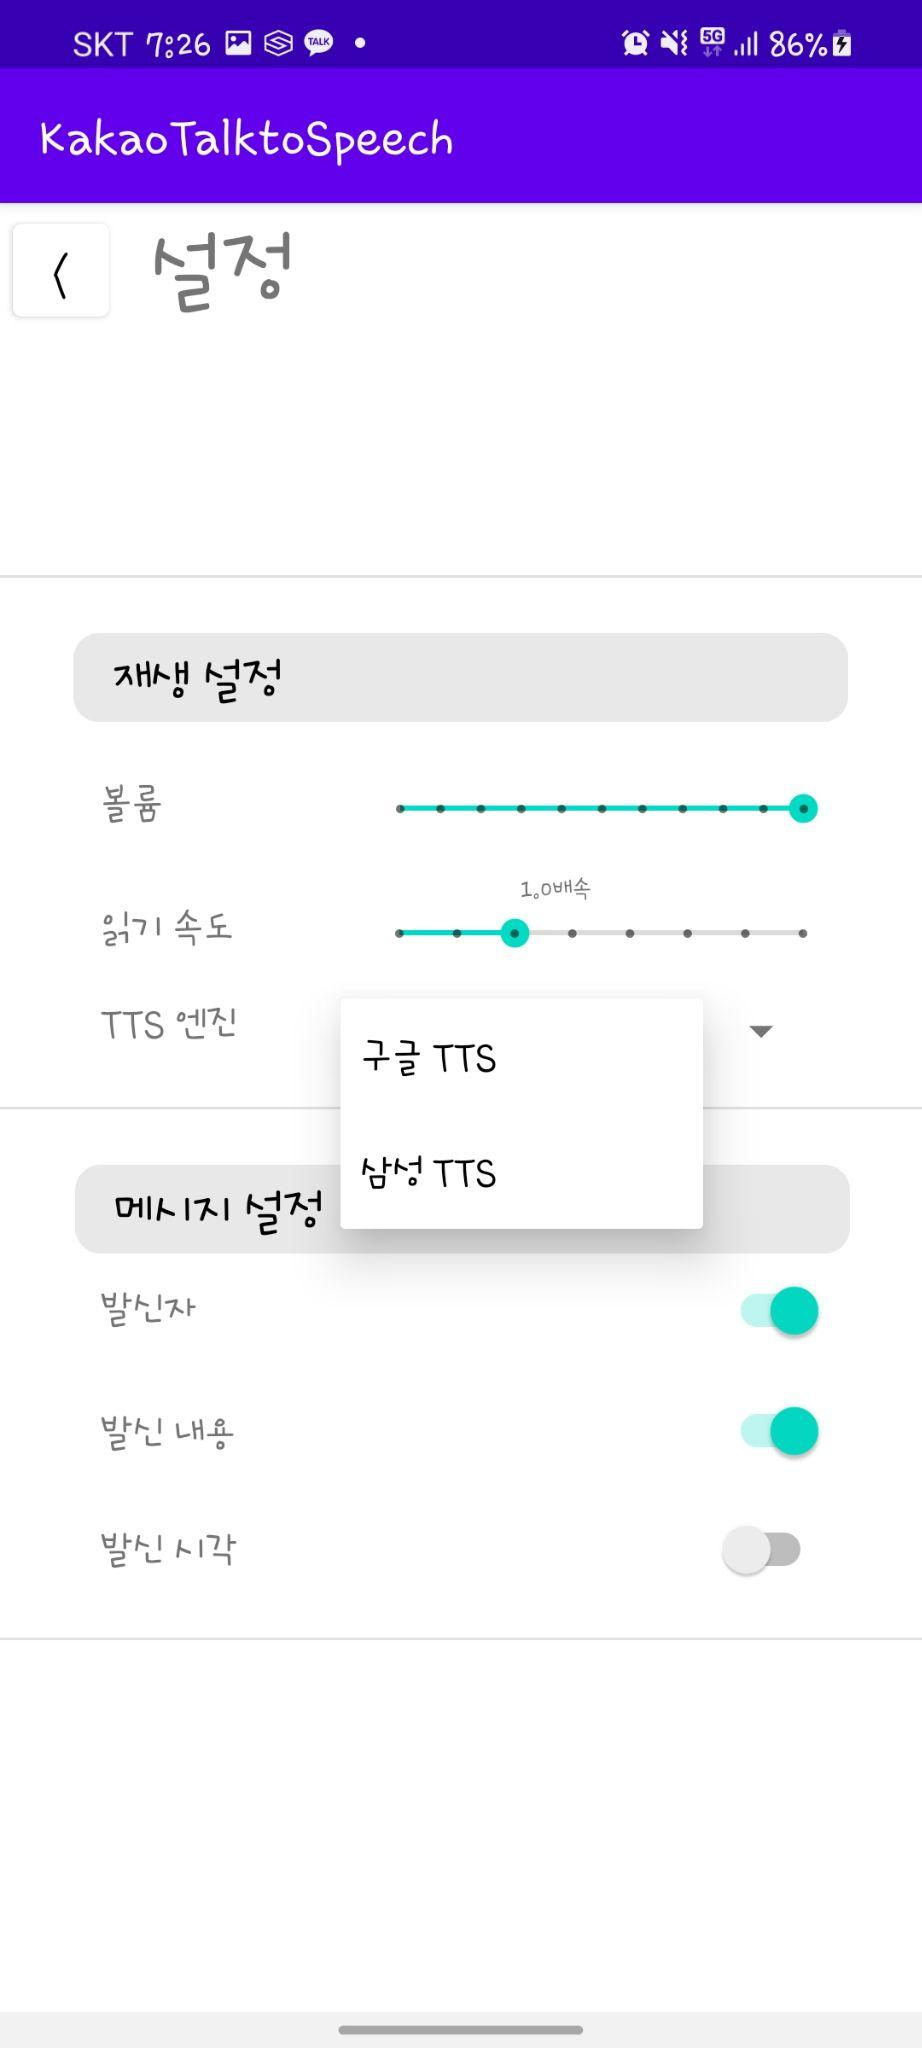 SKT 7:26 TALK 5G 86%
KakaoTalktoSpeech
설정
재생 설정
볼륨
1.0배속
읽기 속도
TTS 엔진
구글 TTS
삼성 TTS
메시지 설정
발신자
발신 내용
발신 시각